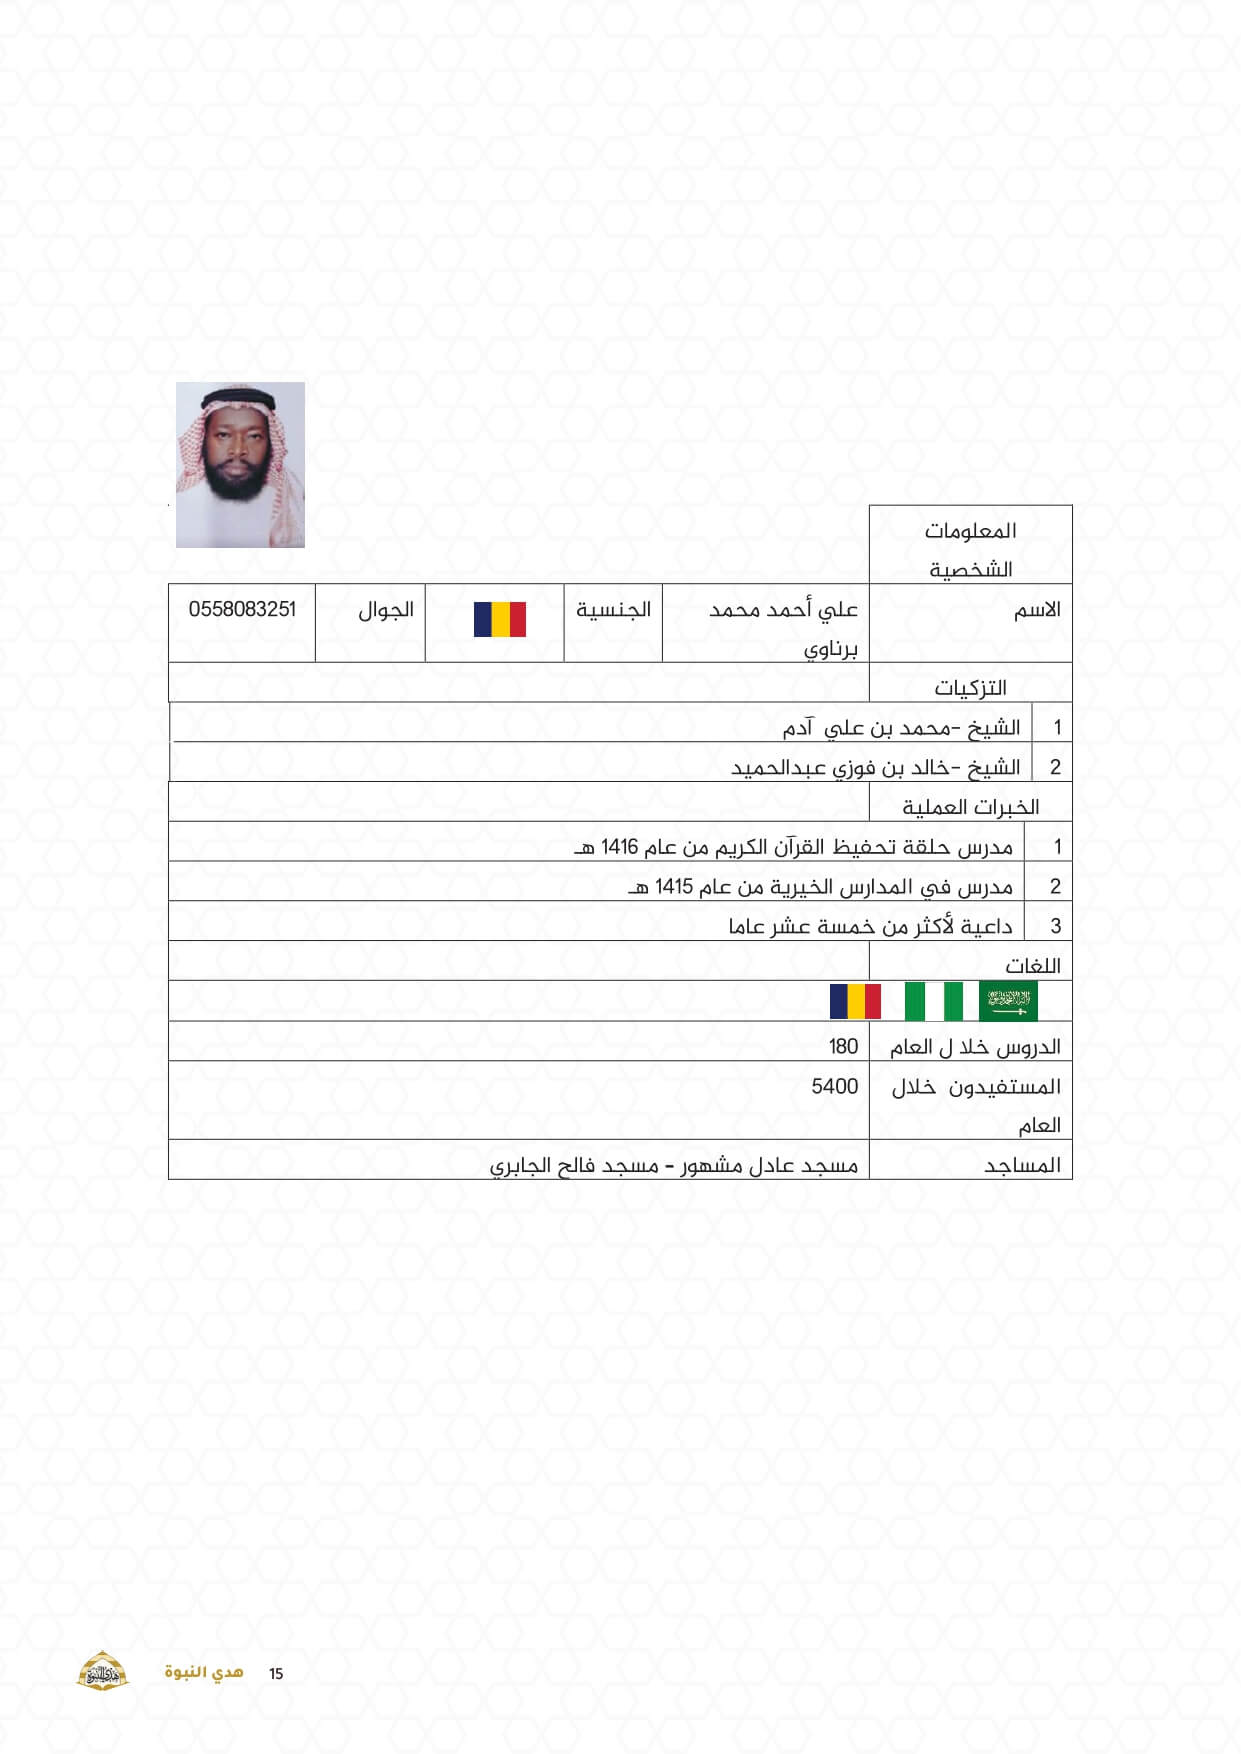 المعلومات
الشخصية
الاسم
علي أحمد محمد
برناوي
الجنسية
الجوال
0558083251
التزكيات
1 الشيخ -محمد بن علي آدم
2 الشيخ -خالد بن فوزي عبدالحميد
الخبرات العملية
1 مدرس حلقة تحفيظ القرآن الكريم من عام 1416 هـ
2 مدرس في المدارس الخيرية من عام 1415 هـ
3 داعية لأكثر من خمسة عشر عاما
اللغات
الدروس خلا ل العام 180
المستفيدون خلال
العام
5400
المساجد مسجد عادل مشهور - مسجد فالح الجابري
هدي النبوة
15
هدي النبوة